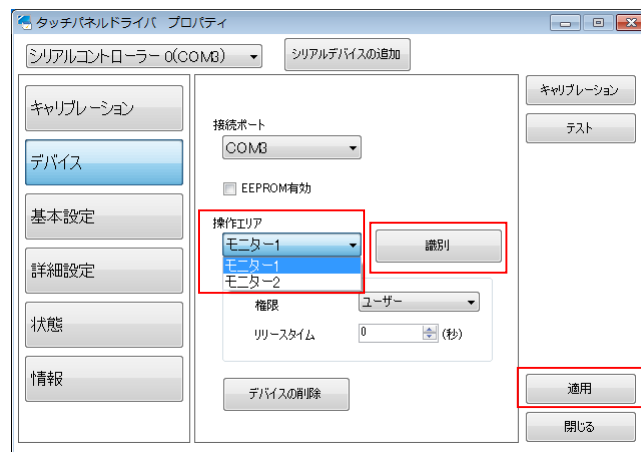 タッチパネルドライバ プロパティ
シリアルコントローラー 0(COM3)
シリアルデバイスの追加
キャリブレーション
デバイス
基本設定
詳細設定
状態
情報
接続ポート
COM3
EEPROM有効
操作エリア
モニター1
識別
モニター1
モニター2
権限
ユーザー
リリースタイム
0
(秒)
デバイスの削除
キャリブレーション
テスト
適用
閉じる